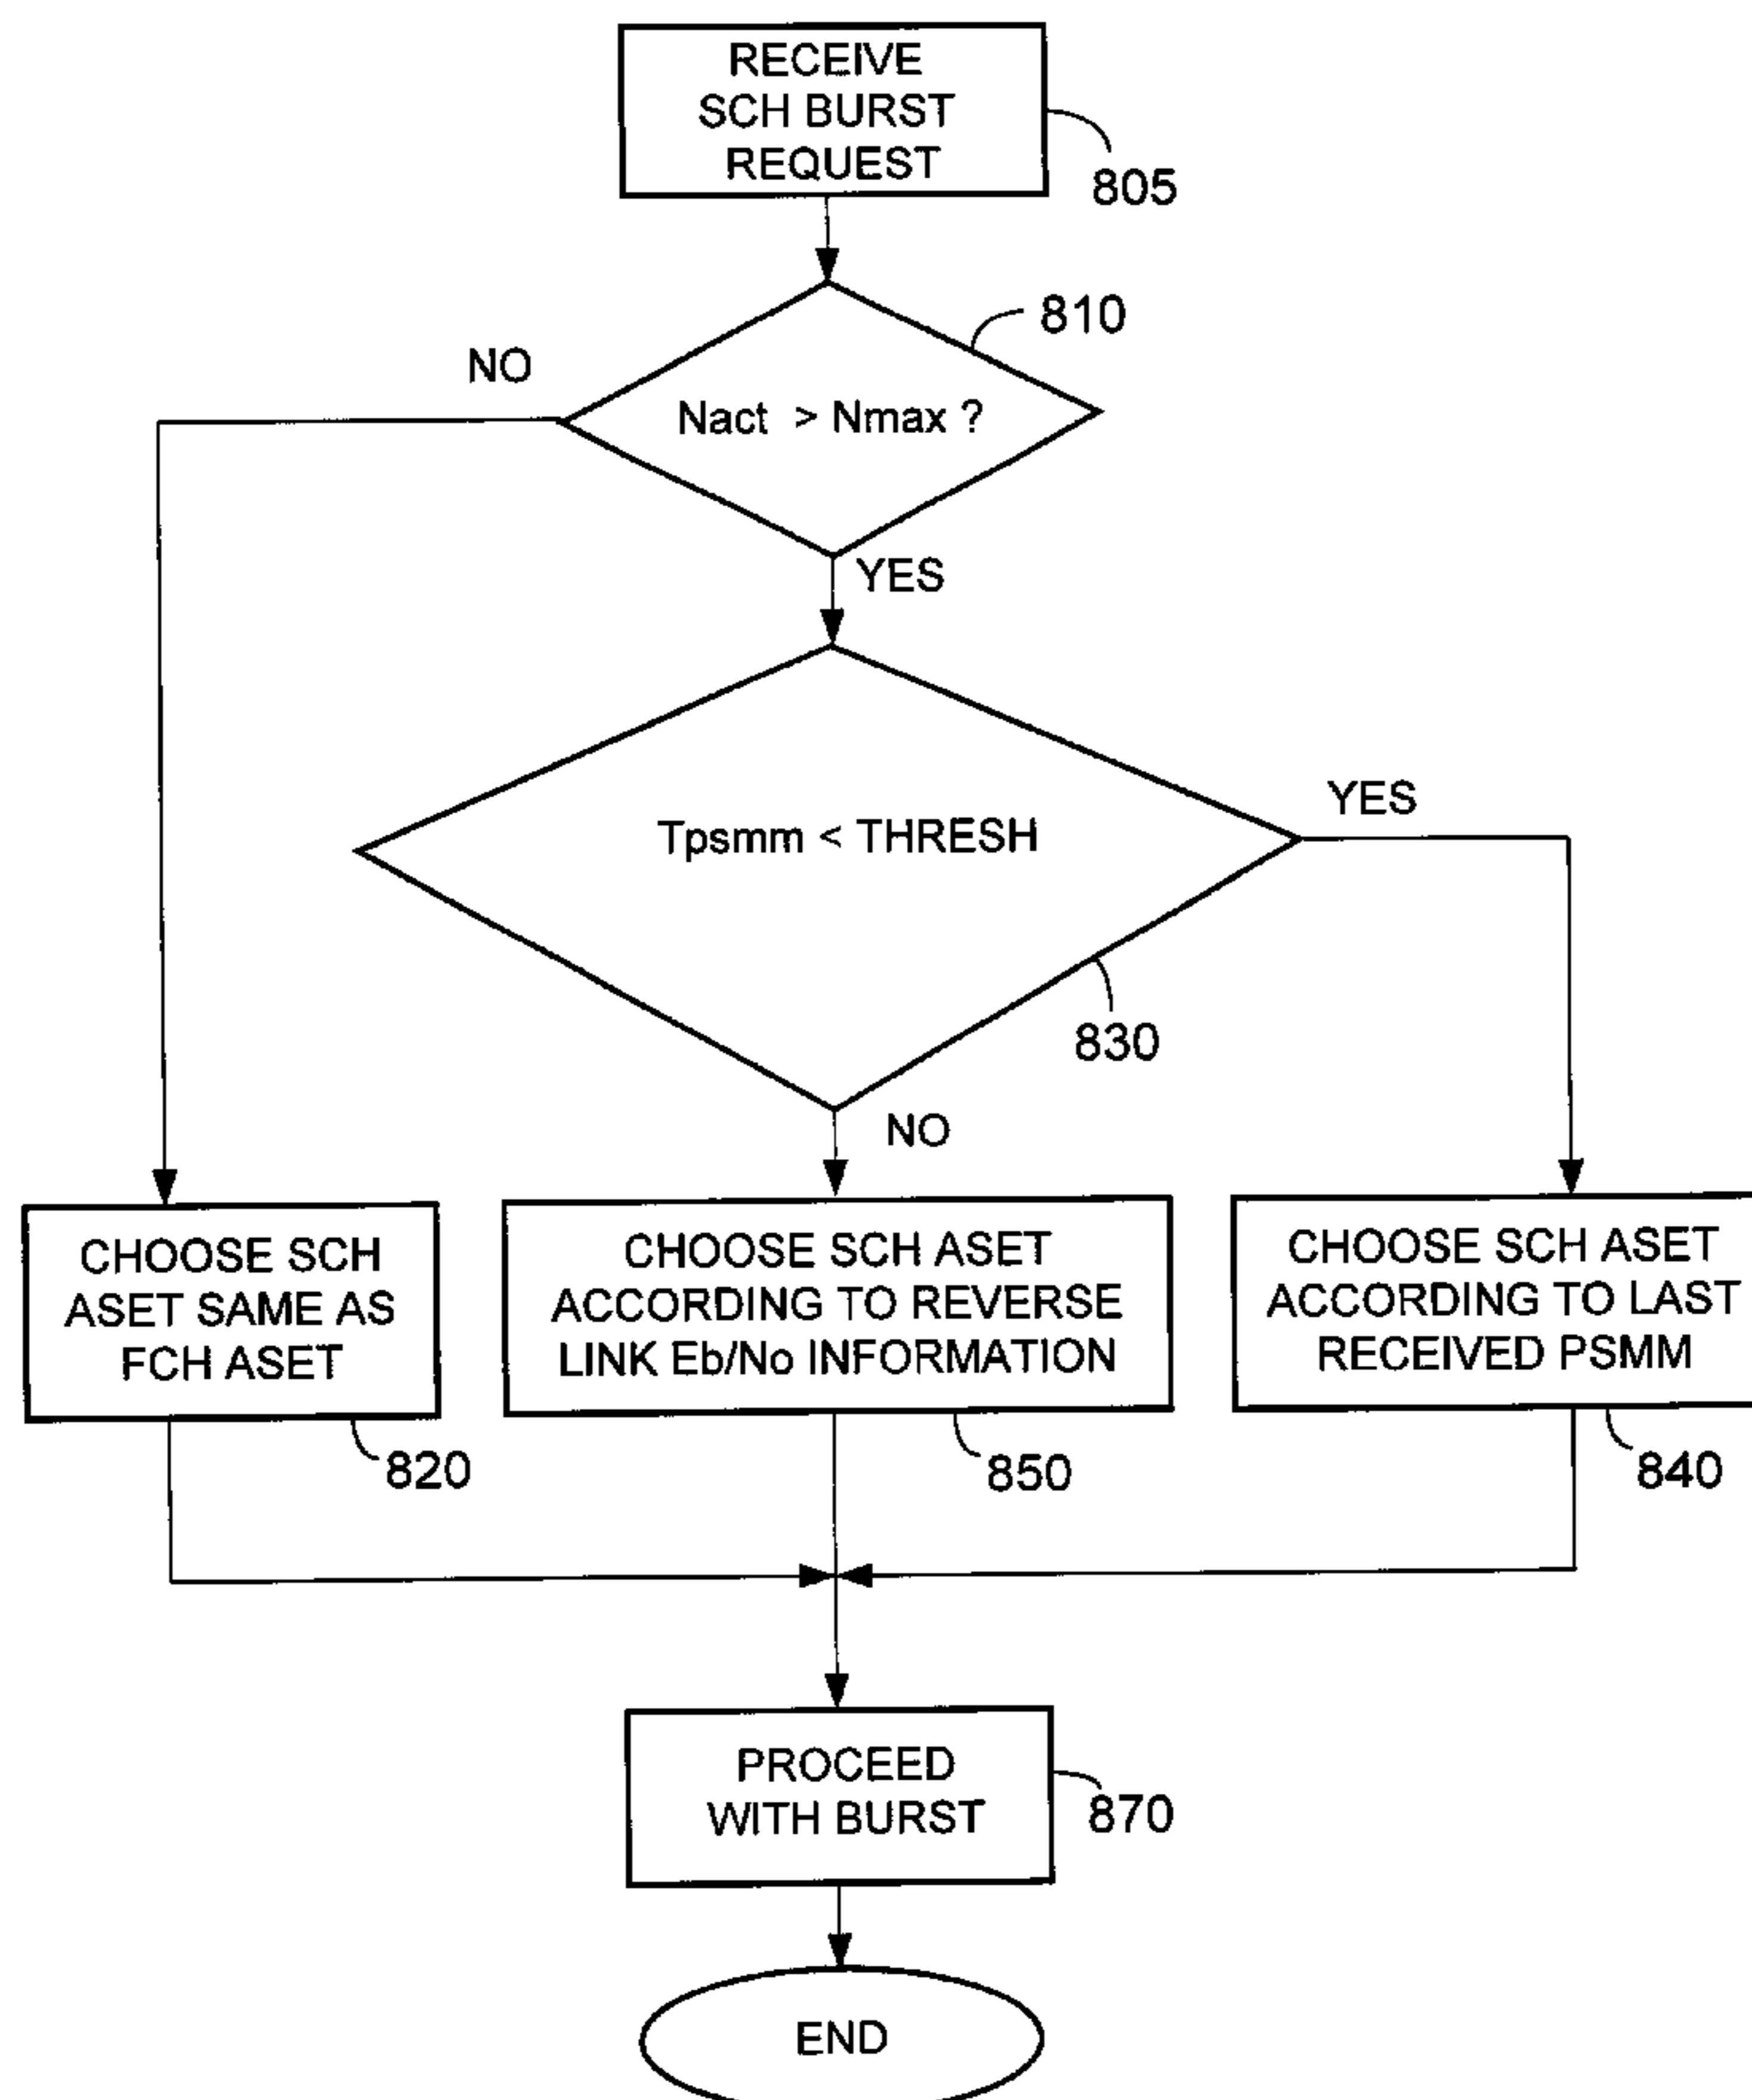 RECEIVE
SCH BURST
REQUEST
805
810
NO
Nact > Nmax ?
YES
YES
Tpsmm < THRESH
830
NO
CHOOSE SCH
ASET SAME AS
FCH ASET
820
CHOOSE SCH ASET
ACCORDING TO REVERSE
LINK Eb/No INFORMATION
850
CHOOSE SCH ASET
ACCORDING TO LAST
RECEIVED PSMM
840
PROCEED
WITH BURST
870
END